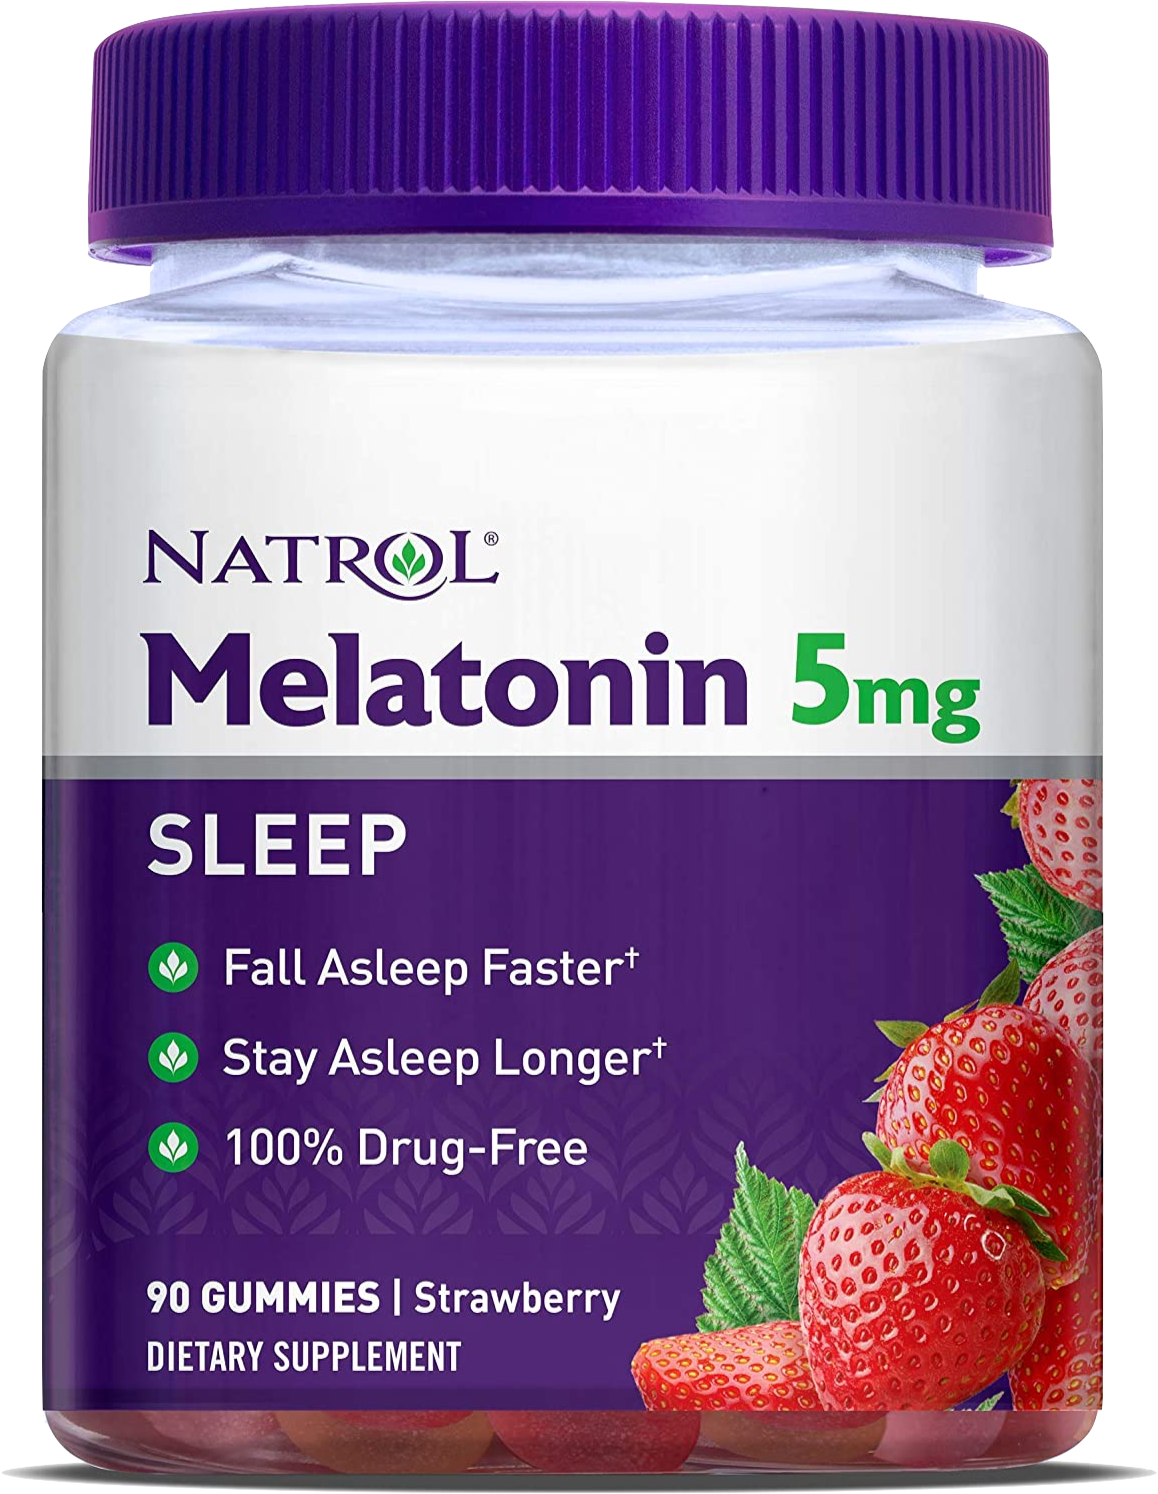 NATROL®
Melatonin 5mg
SLEEP
Fall Asleep Faster†
Stay Asleep Longer†
100% Drug-Free
90 GUMMIES | Strawberry
DIETARY SUPPLEMENT